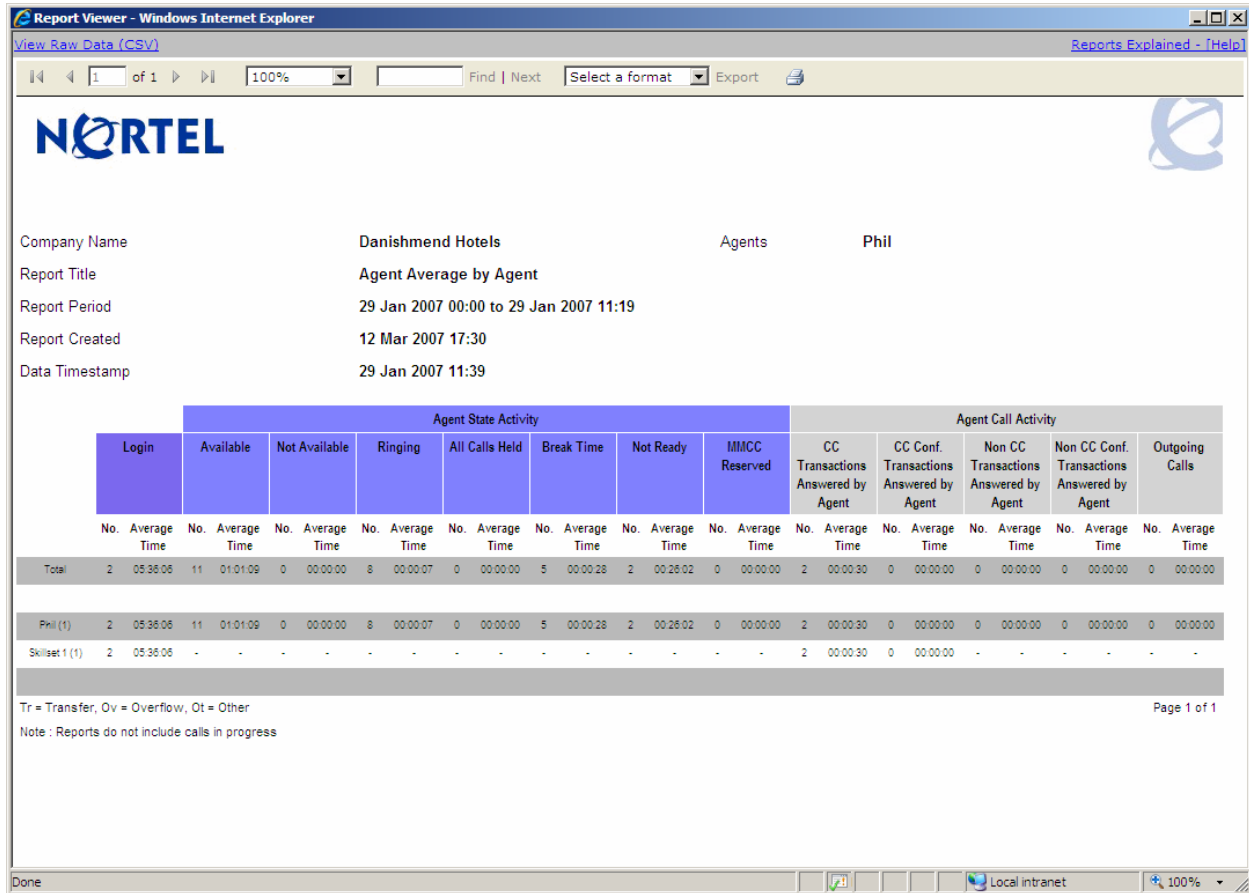 Report Viewer - Windows Internet Explorer
View Raw Data (CSV) Reports Explained - [Help]
1 of 1 100% Find | Next Select a format Export
NORTEL
Company Name Danishmend Hotels Agents Phil
Report Title Agent Average by Agent
Report Period 29 Jan 2007 00:00 to 29 Jan 2007 11:19
Report Created 12 Mar 2007 17:30
Data Timestamp 29 Jan 2007 11:39
Agent State Activity Agent Call Activity
Login Available Not Available Ringing All Calls Held Break Time Not Ready MMCC Reserved CC Transactions Answered by Agent CC Conf. Transactions Answered by Agent Non CC Transactions Answered by Agent Non CC Conf. Transactions Answered by Agent Outgoing Calls
No. Average Time No. Average Time No. Average Time No. Average Time No. Average Time No. Average Time No. Average Time No. Average Time No. Average Time No. Average Time No. Average Time No. Average Time No. Average Time
Total 2 05:36:06 11 01:01:09 0 00:00:00 8 00:00:07 0 00:00:00 5 00:00:28 2 00:26:02 0 00:00:00 2 00:00:30 0 00:00:00 0 00:00:00 0 00:00:00 0 00:00:00
Phil (1) 2 05:36:06 11 01:01:09 0 00:00:00 8 00:00:07 0 00:00:00 5 00:00:28 2 00:26:02 0 00:00:00 2 00:00:30 0 00:00:00 0 00:00:00 0 00:00:00 0 00:00:00
Skillset 1 (1) 2 05:36:06 - - - - - - - - - - - - - - 2 00:00:30 0 00:00:00 - - - - - -
Tr = Transfer, Ov = Overflow, Ot = Other Page 1 of 1
Note : Reports do not include calls in progress
Done Local intranet 100%